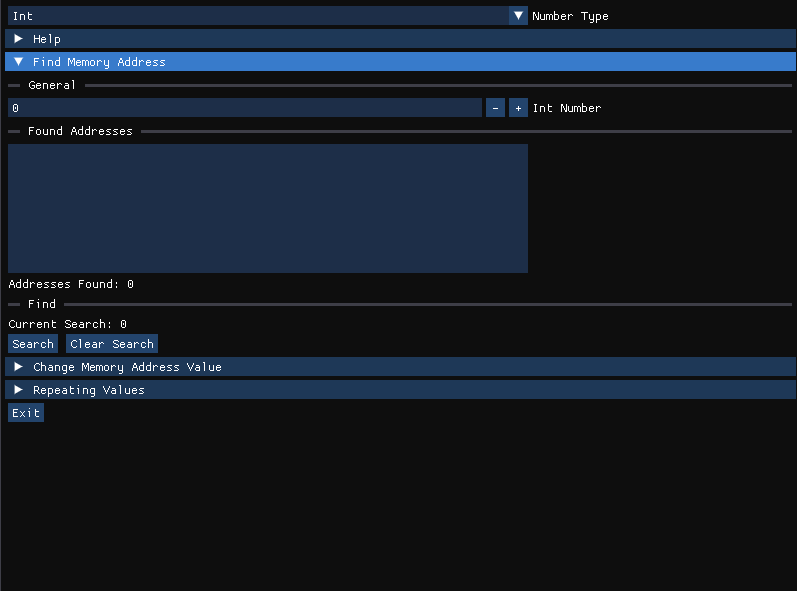 Int Number Type
Help
Find Memory Address
General
0 - + Int Number
Found Addresses
Addresses Found: 0
Find
Current Search: 0
Search Clear Search
Change Memory Address Value
Repeating Values
Exit